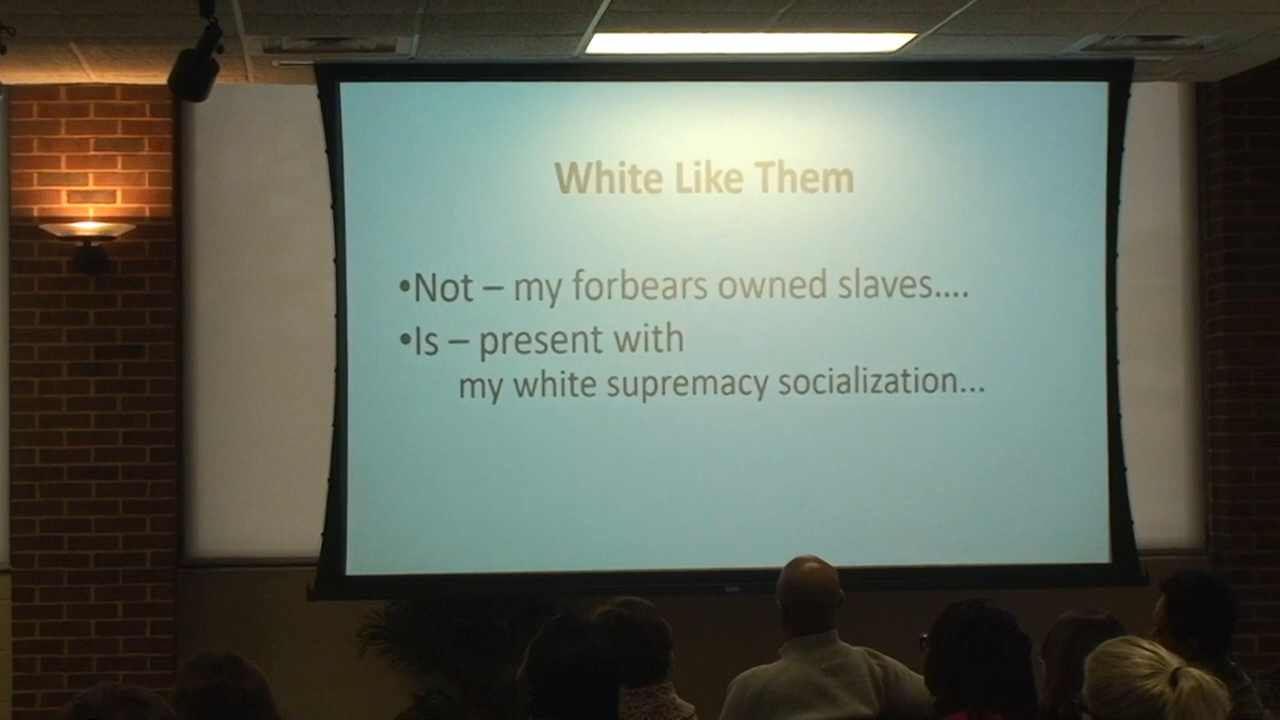 White Like Them
•Not – my forbears owned slaves....
•Is – present with
my white supremacy socialization...